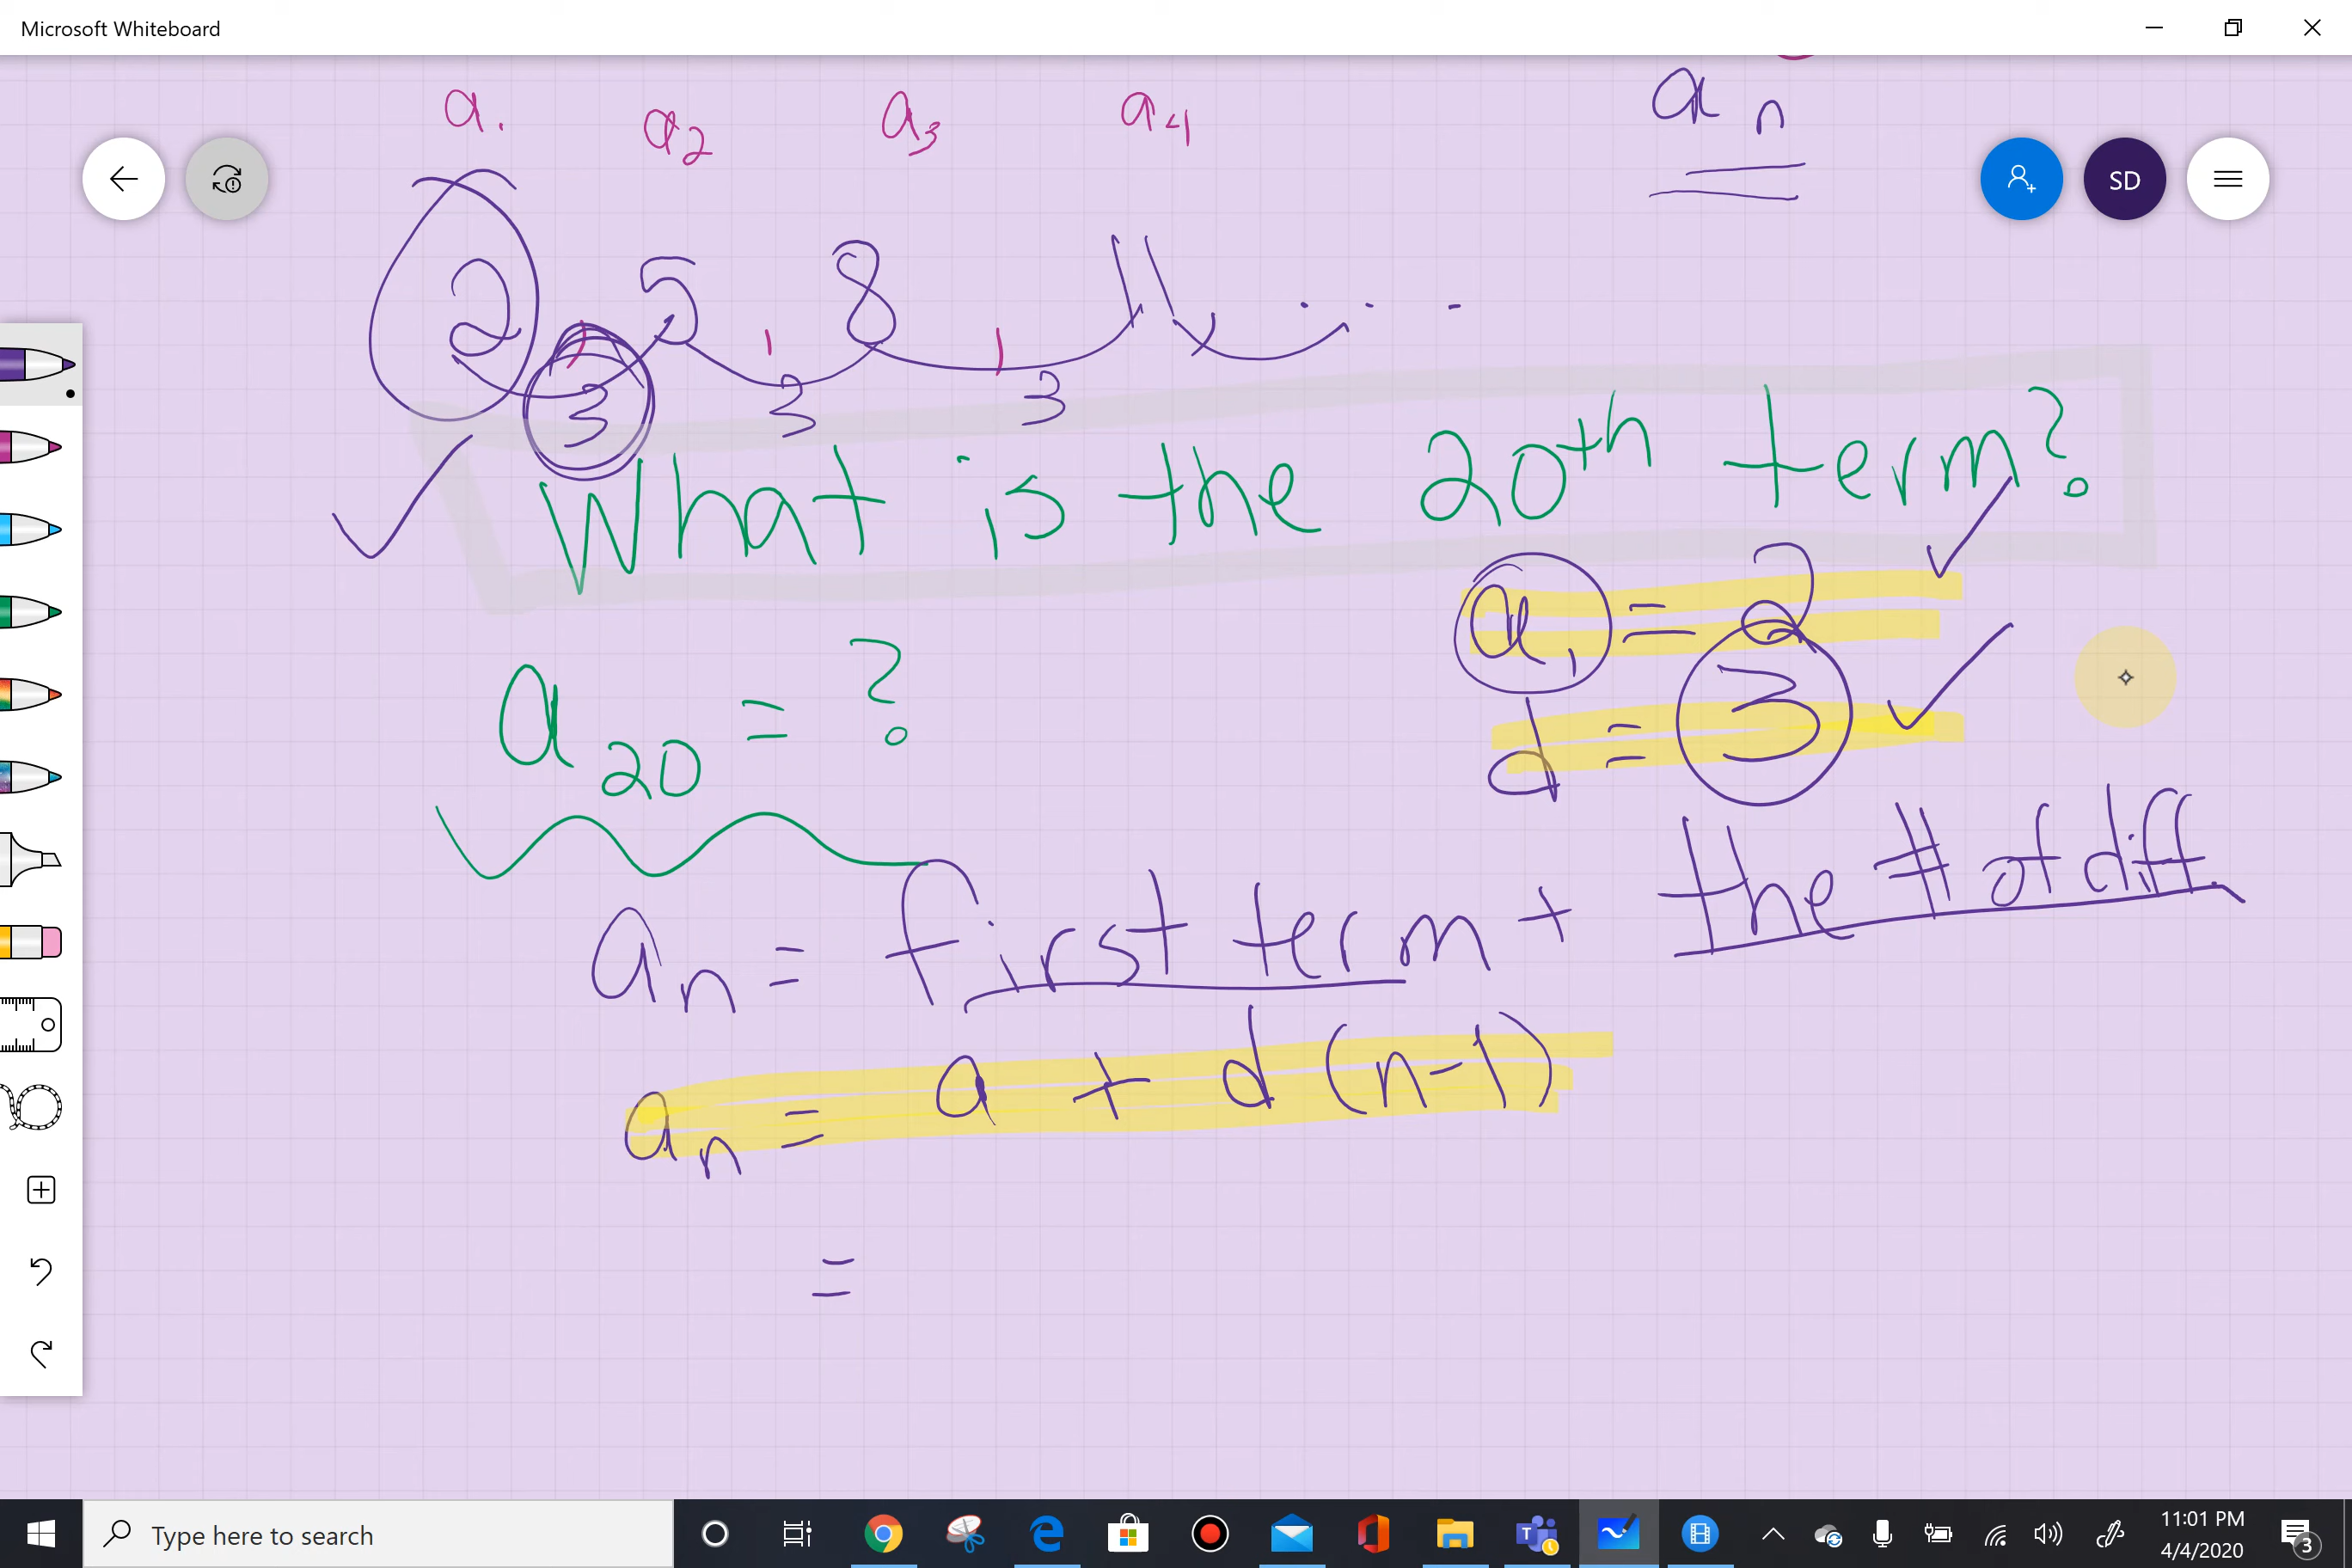 Microsoft Whiteboard
a₁ a₂ a₃ a₄ aₙ
SD
2, 5, 8, 11, . . .
3 3 3
What is the 20th term?
a₁ = 2
a₂₀ = ?
d = 3
aₙ = first term + the # of diff.
aₙ = a + d(n-1)
=
Type here to search
11:01 PM
4/4/2020
3